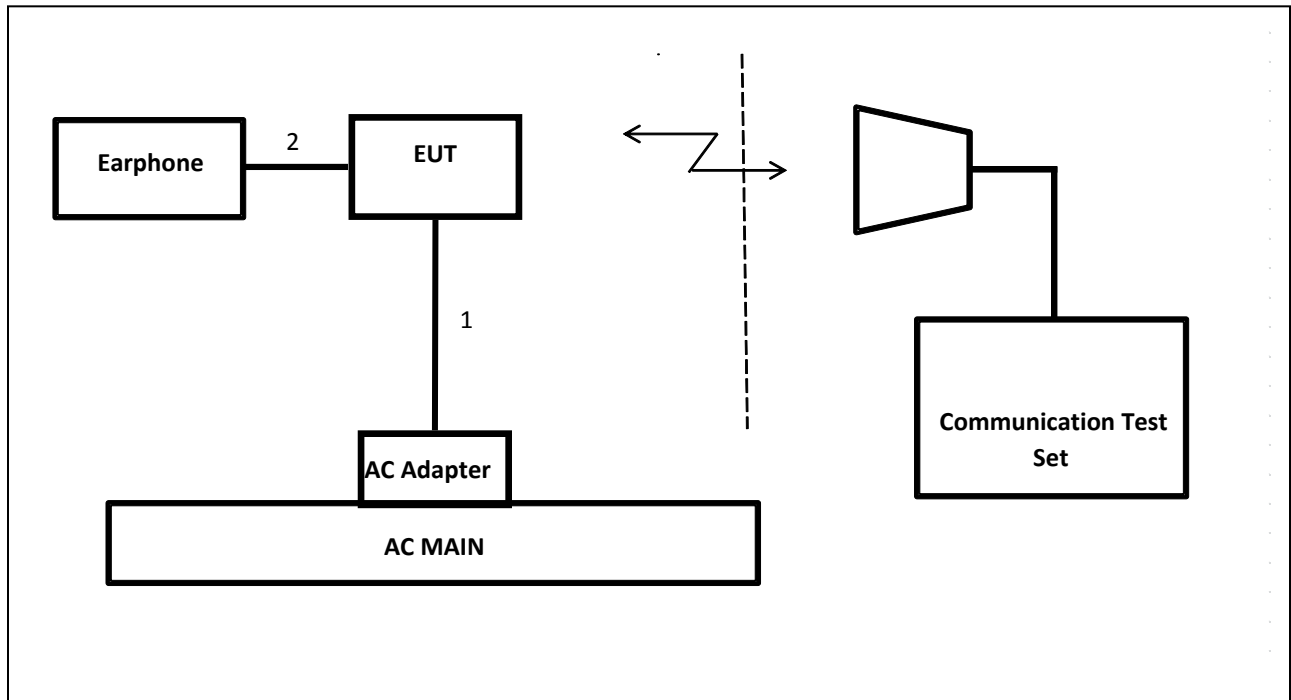 2
Earphone
EUT
1
AC Adapter
AC MAIN
Communication Test
Set